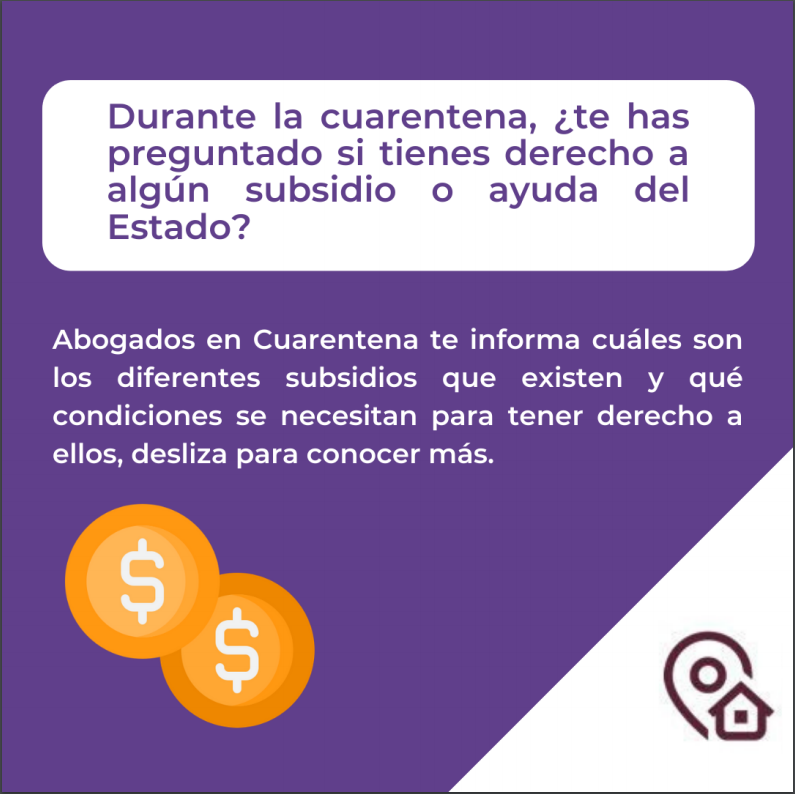 Durante la cuarentena, ¿te has
preguntado si tienes derecho a
algún subsidio o ayuda del
Estado?
Abogados en Cuarentena te informa cuáles son
los diferentes subsidios que existen y qué
condiciones se necesitan para tener derecho a
ellos, desliza para conocer más.
$
$